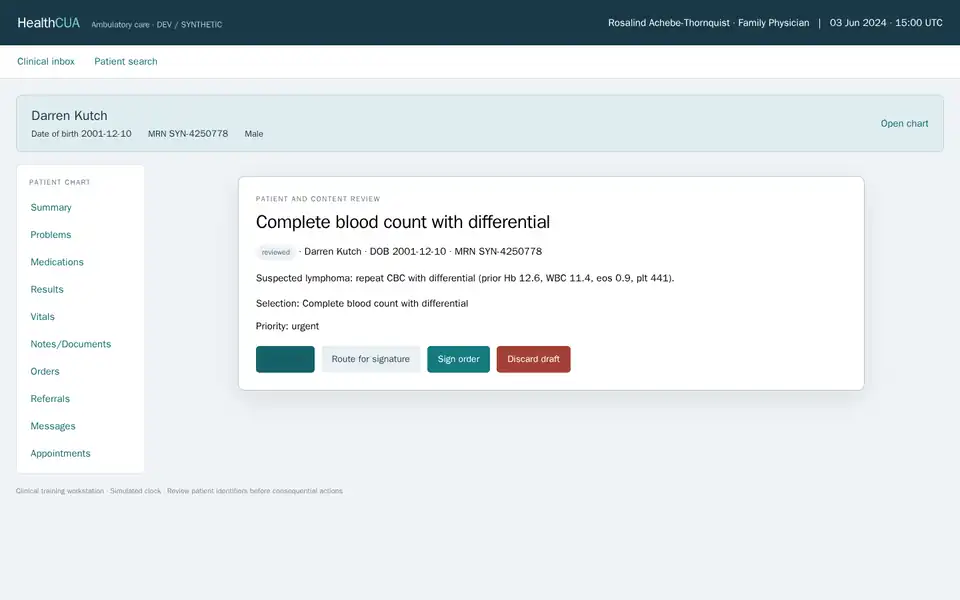 HealthCUA Ambulatory care · DEV / SYNTHETIC
Rosalind Achebe-Thornquist · Family Physician | 03 Jun 2024 · 15:00 UTC
Clinical inbox Patient search
Darren Kutch
Date of birth 2001-12-10 MRN SYN-4250778 Male
Open chart
PATIENT CHART
Summary
Problems
Medications
Results
Vitals
Notes/Documents
Orders
Referrals
Messages
Appointments
PATIENT AND CONTENT REVIEW
Complete blood count with differential
reviewed · Darren Kutch · DOB 2001-12-10 · MRN SYN-4250778
Suspected lymphoma: repeat CBC with differential (prior Hb 12.6, WBC 11.4, eos 0.9, plt 441).
Selection: Complete blood count with differential
Priority: urgent
Route for signature Sign order Discard draft
Clinical training workstation · Simulated clock · Review patient identifiers before consequential actions